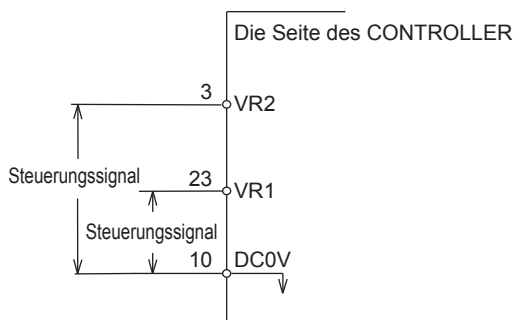 Die Seite des CONTROLLER
3 VR2
Steuerungssignal
23 VR1
Steuerungssignal
10 DC0V